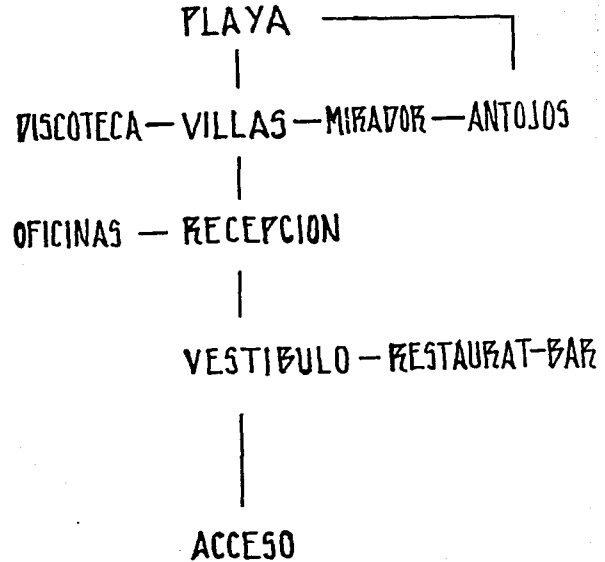 PLAYA
DISCOTECA — VILLAS — MIRADOR — ANTOJOS
OFICINAS — RECEPCION
VESTIBULO — RESTAURAT-BAR
ACCESO